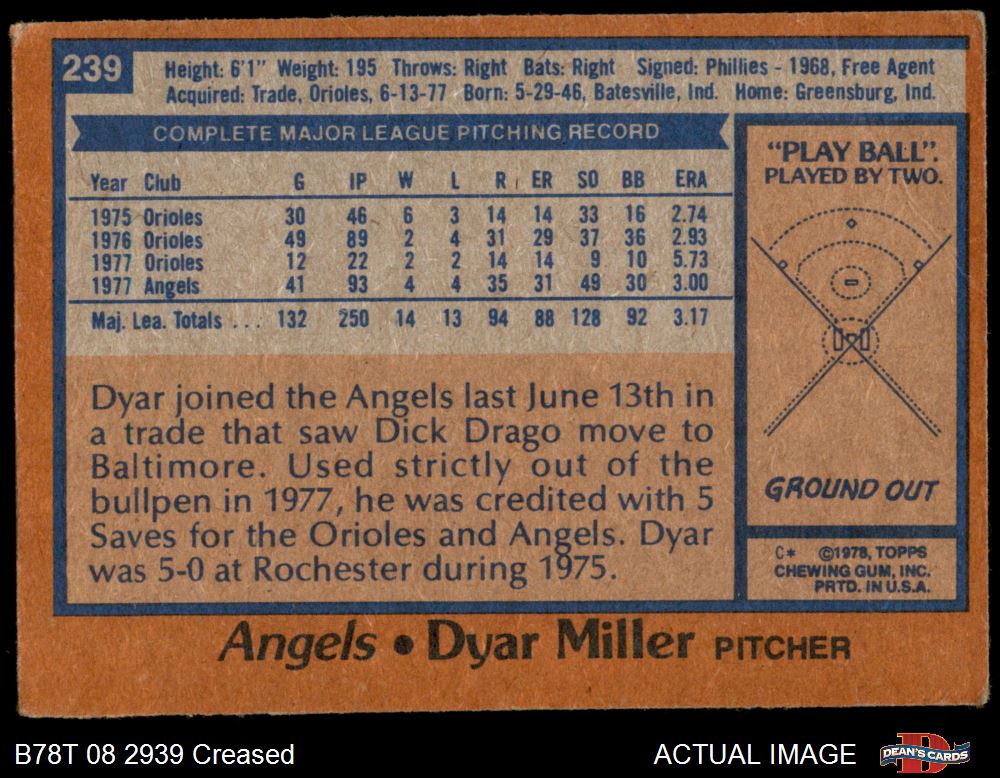 239
Height: 6'1" Weight: 195 Throws: Right Bats: Right Signed: Phillies - 1968, Free Agent
Acquired: Trade, Orioles, 6-13-77 Born: 5-29-46, Batesville, Ind. Home: Greensburg, Ind.
COMPLETE MAJOR LEAGUE PITCHING RECORD
Year Club G IP W L R ER SO BB ERA
1975 Orioles 30 46 6 3 14 14 33 16 2.74
1976 Orioles 49 89 2 4 31 29 37 36 2.93
1977 Orioles 12 22 2 2 14 14 9 10 5.73
1977 Angels 41 93 4 4 35 31 49 30 3.00
Maj. Lea. Totals . . . 132 250 14 13 94 88 128 92 3.17
Dyar joined the Angels last June 13th in
a trade that saw Dick Drago move to
Baltimore. Used strictly out of the
bullpen in 1977, he was credited with 5
Saves for the Orioles and Angels. Dyar
was 5-0 at Rochester during 1975.
"PLAY BALL".
PLAYED BY TWO.
GROUND OUT
C* ©1978, TOPPS
CHEWING GUM, INC.
PRTD. IN U.S.A.
Angels • Dyar Miller PITCHER
B78T 08 2939 Creased
ACTUAL IMAGE
DEAN'S CARDS